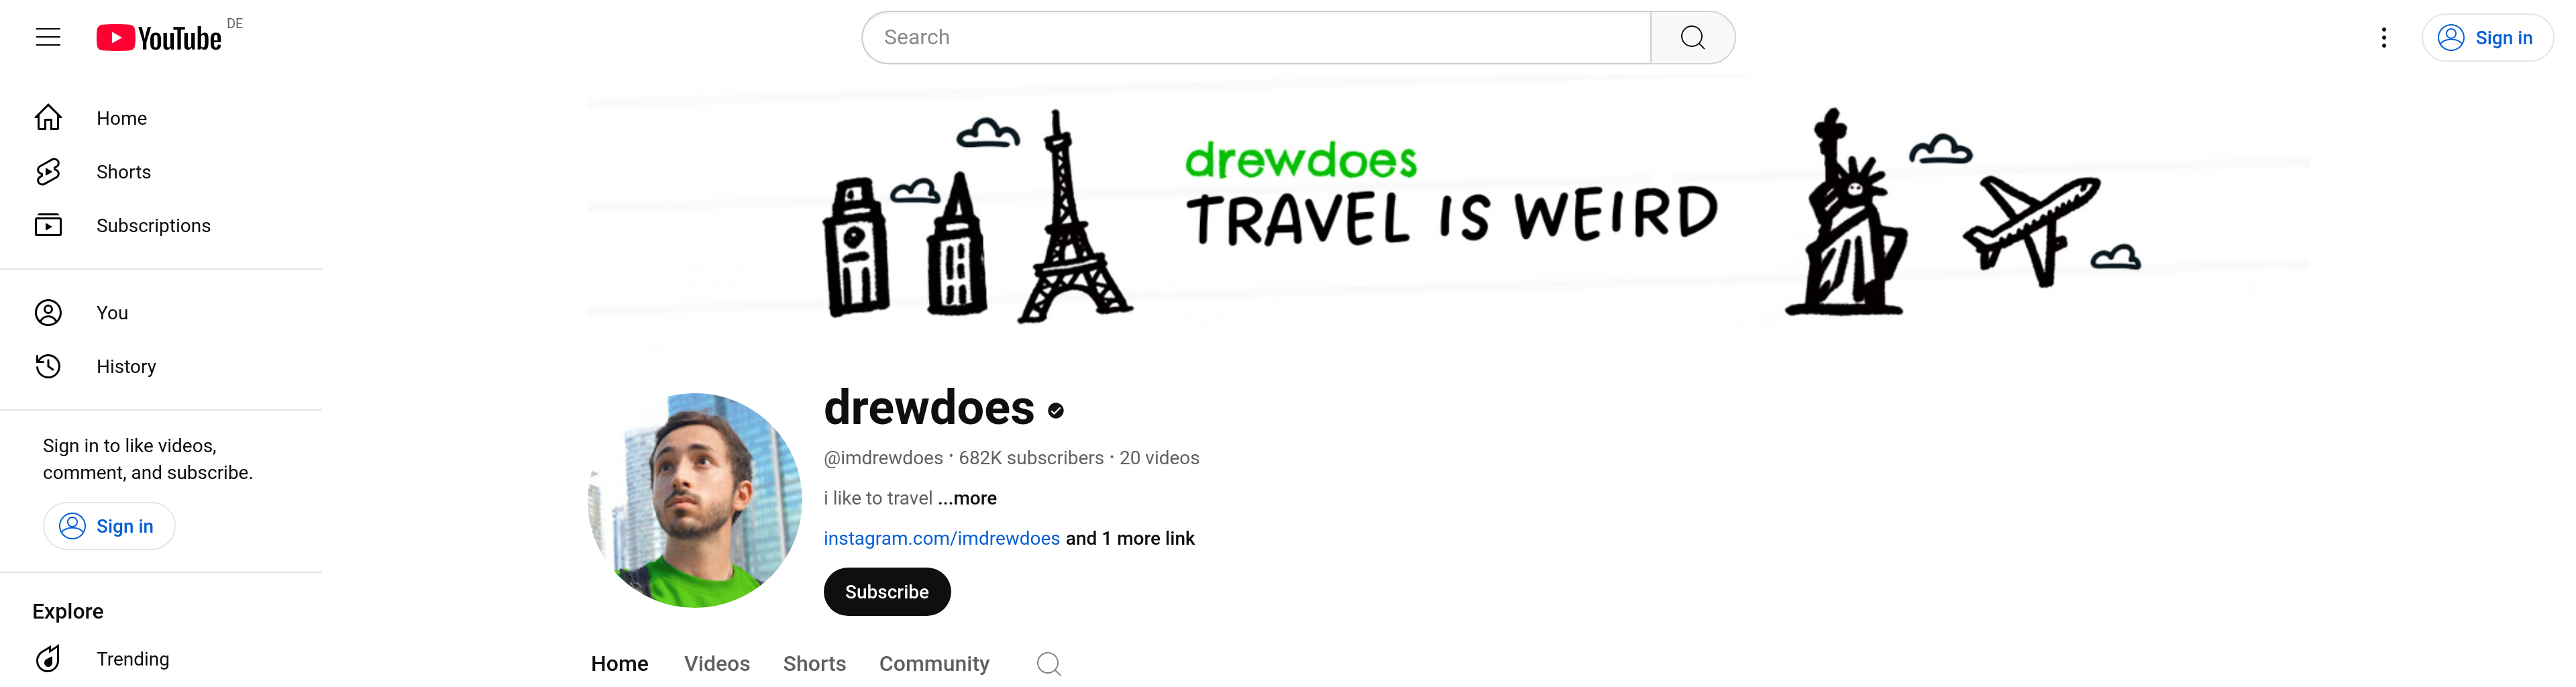 YouTube DE
Search
Sign in
Home
Shorts
Subscriptions
You
History
Sign in to like videos,
comment, and subscribe.
Sign in
Explore
Trending
drewdoes
TRAVEL IS WEIRD
drewdoes
@imdrewdoes • 682K subscribers • 20 videos
i like to travel ...more
instagram.com/imdrewdoes and 1 more link
Subscribe
Home Videos Shorts Community